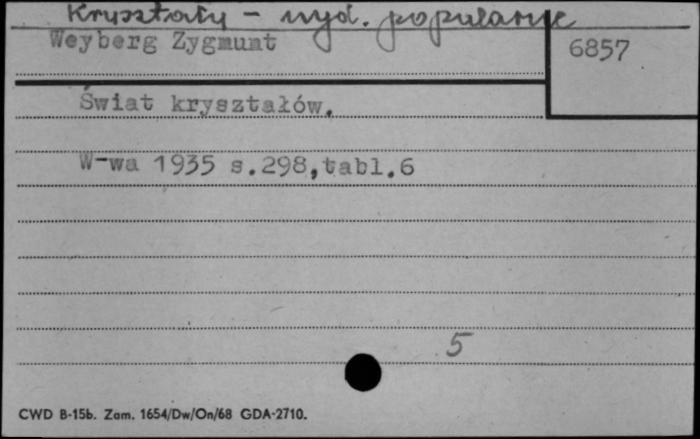 Kryształy - wyd. popularne
Weyberg Zygmunt
6857
Świat kryształów.
W-wa 1935 s.298,tabl.6
5
CWD B-15b. Zam. 1654/Dw/On/68 GDA-2710.